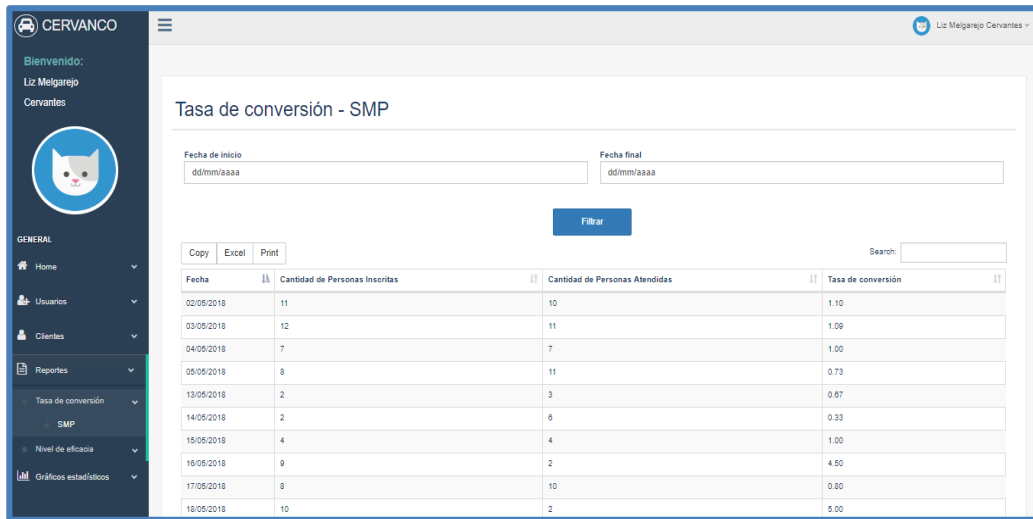 CERVANCO
Liz Melgarejo Cervantes
Bienvenido:
Liz Melgarejo
Cervantes
GENERAL
Home
Usuarios
Clientes
Reportes
Tasa de conversión
SMP
Nivel de eficacia
Gráficos estadísticos
Tasa de conversión - SMP
Fecha de inicio
Fecha final
dd/mm/aaaa
dd/mm/aaaa
Filtrar
Copy Excel Print
Search:
Fecha Cantidad de Personas Inscritas Cantidad de Personas Atendidas Tasa de conversión
02/05/2018 11 10 1.10
03/05/2018 12 11 1.09
04/05/2018 7 7 1.00
05/05/2018 8 11 0.73
13/05/2018 2 3 0.67
14/05/2018 2 6 0.33
15/05/2018 4 4 1.00
16/05/2018 9 2 4.50
17/05/2018 8 10 0.80
18/05/2018 10 2 5.00